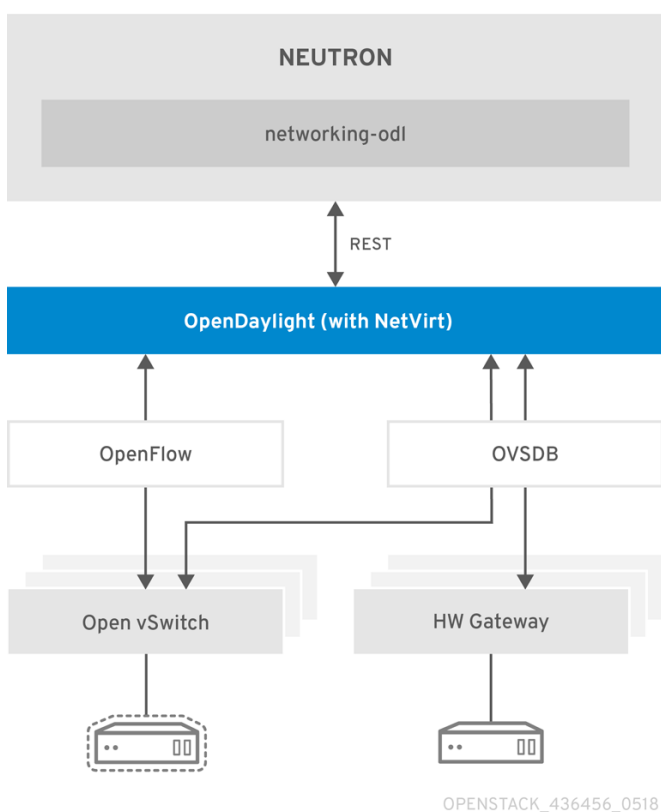 NEUTRON
networking-odl
REST
OpenDaylight (with NetVirt)
OpenFlow
OVSDB
Open vSwitch
HW Gateway
OPENSTACK_436456_0518